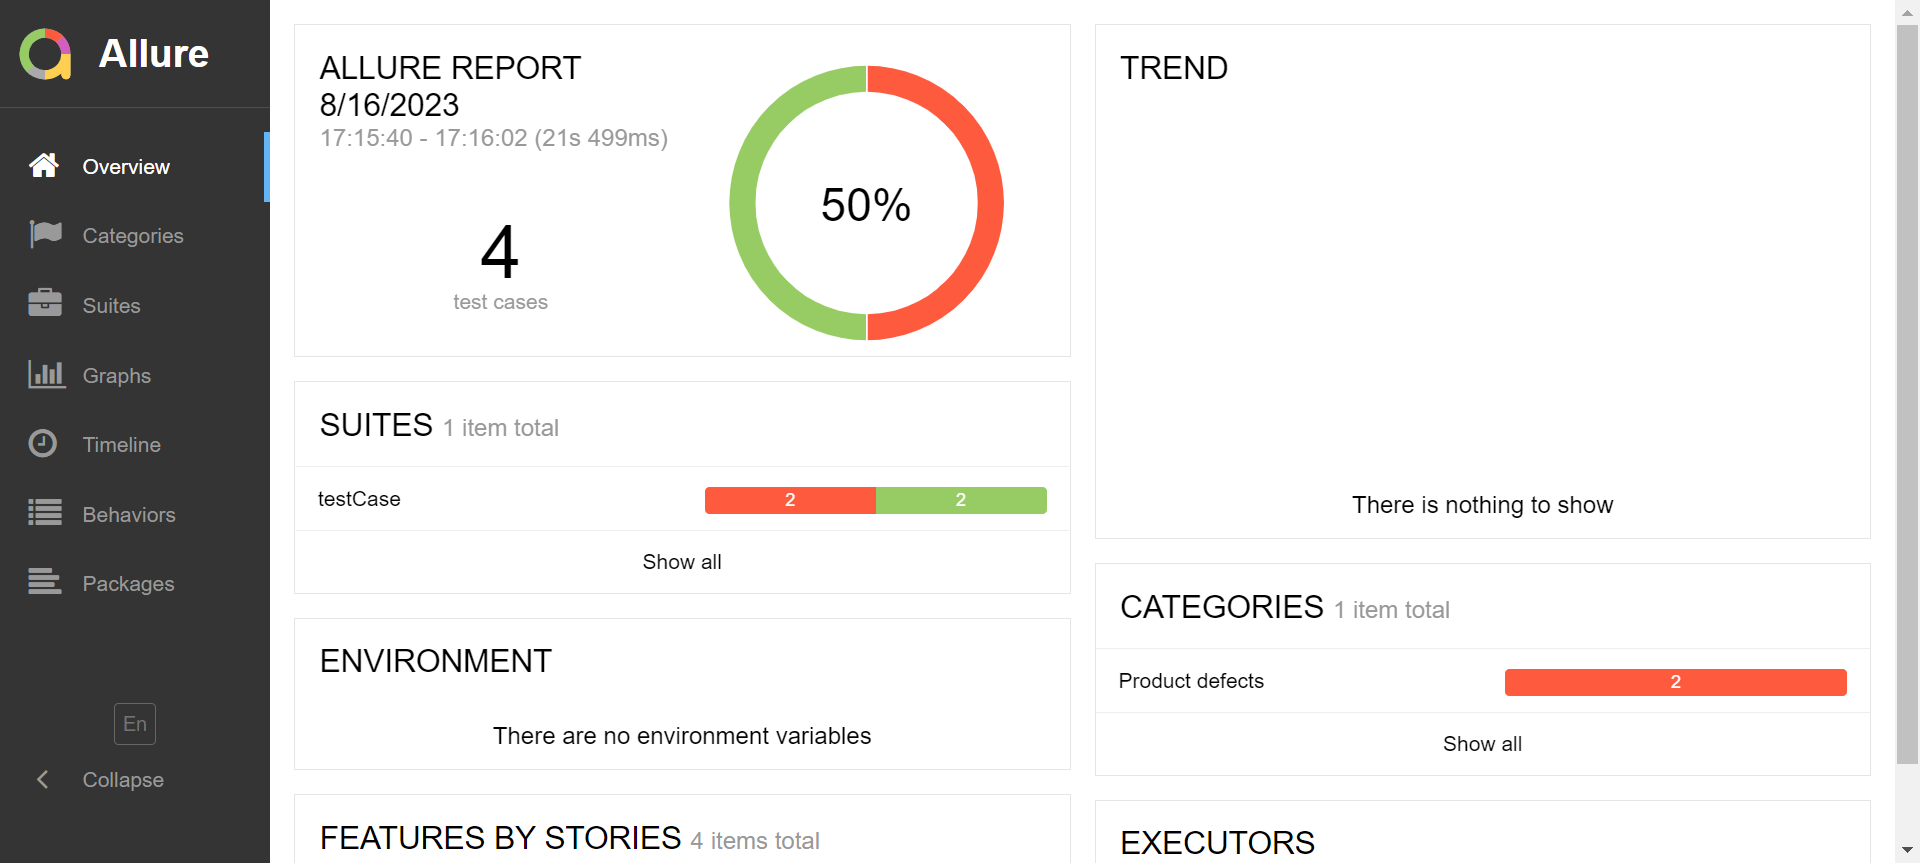 Allure
Overview
Categories
Suites
Graphs
Timeline
Behaviors
Packages
En
Collapse
ALLURE REPORT
8/16/2023
17:15:40 - 17:16:02 (21s 499ms)
4
test cases
50%
SUITES 1 item total
testCase 2 2
Show all
ENVIRONMENT
There are no environment variables
FEATURES BY STORIES 4 items total
TREND
There is nothing to show
CATEGORIES 1 item total
Product defects 2
Show all
EXECUTORS